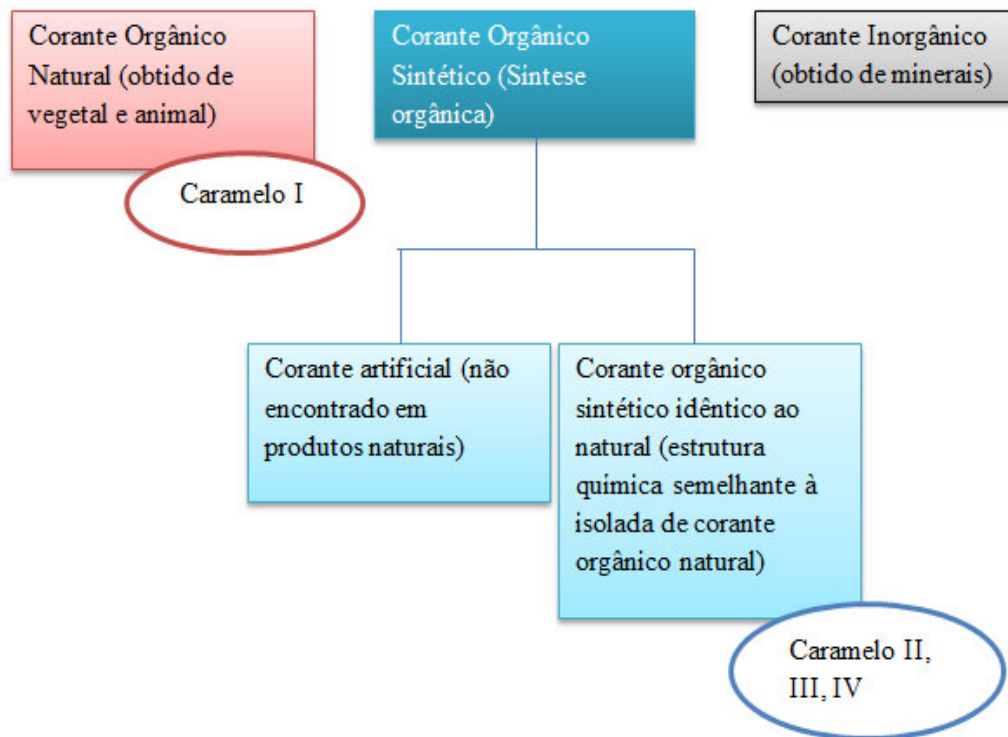 Corante Orgânico
Natural (obtido de
vegetal e animal)
Caramelo I
Corante Orgânico
Sintético (Síntese
orgânica)
Corante Inorgânico
(obtido de minerais)
Corante artificial (não
encontrado em
produtos naturais)
Corante orgânico
sintético idêntico ao
natural (estrutura
química semelhante à
isolada de corante
orgânico natural)
Caramelo II,
III, IV